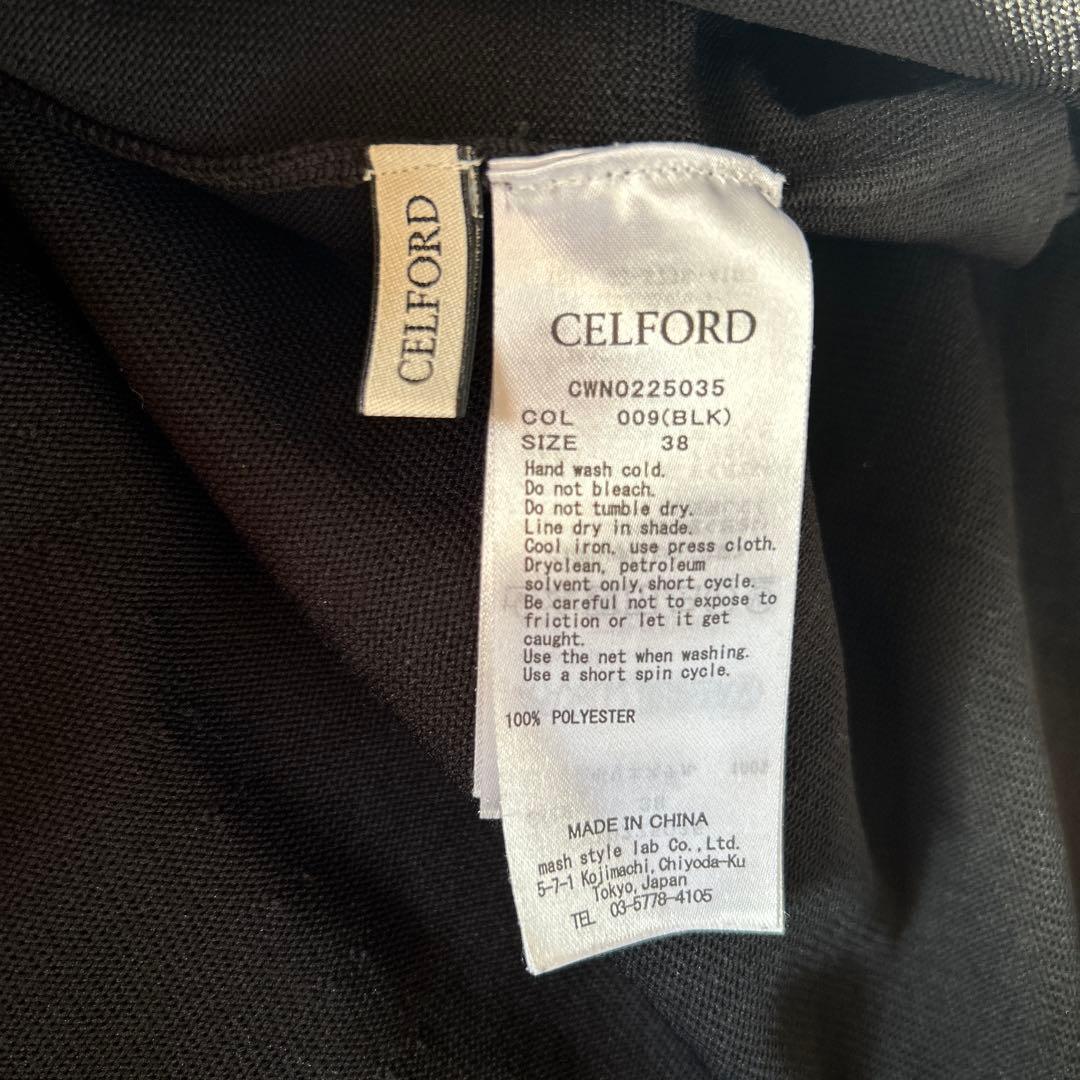 CELFORD
CELFORD
CWNO225035
COL 009(BLK)
SIZE 38
Hand wash cold.
Do not bleach.
Do not tumble dry.
Line dry in shade.
Cool iron, use press cloth.
Dryclean, petroleum
solvent only, short cycle.
Be careful not to expose to
friction or let it get
caught.
Use the net when washing.
Use a short spin cycle.
100% POLYESTER
MADE IN CHINA
mash style lab Co.,Ltd.
5-7-1 Kojimachi, Chiyoda-Ku
Tokyo, Japan
TEL 03-5778-4105